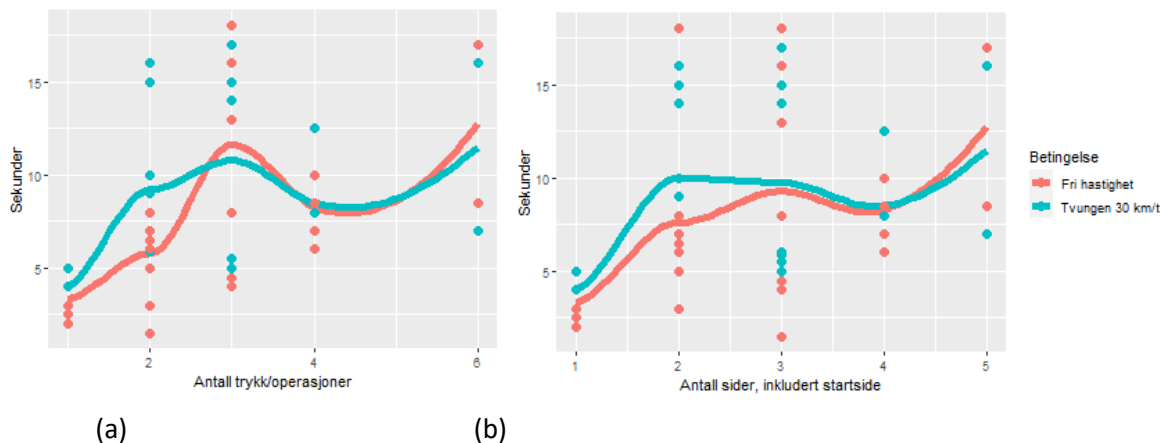 Sekunder
15
10
5
2
4
6
Antall trykk/operasjoner
(a)
Sekunder
15
10
5
1
2
3
4
5
Antall sider, inkludert startside
(b)
Betingelse
Fri hastighet
Tvungen 30 km/t